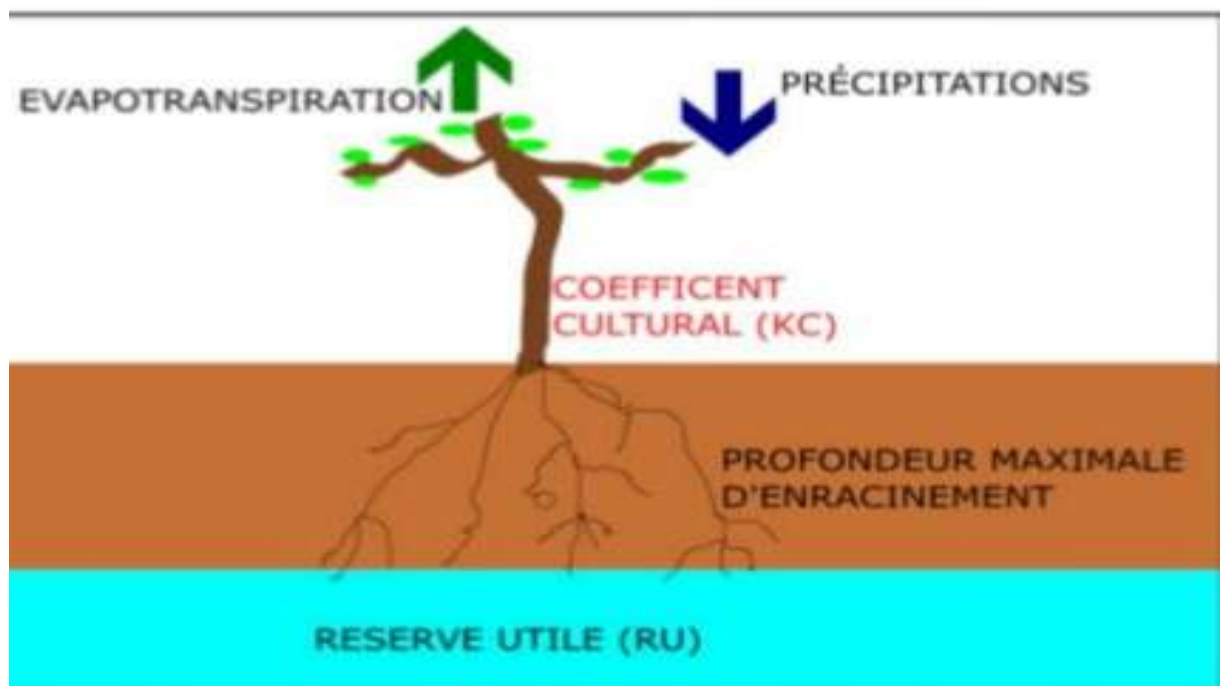 EVAPOTRANSPIRATION
PRÉCIPITATIONS
COEFFICENT
CULTURAL (KC)
PROFONDEUR MAXIMALE
D'ENRACINEMENT
RESERVE UTILE (RU)